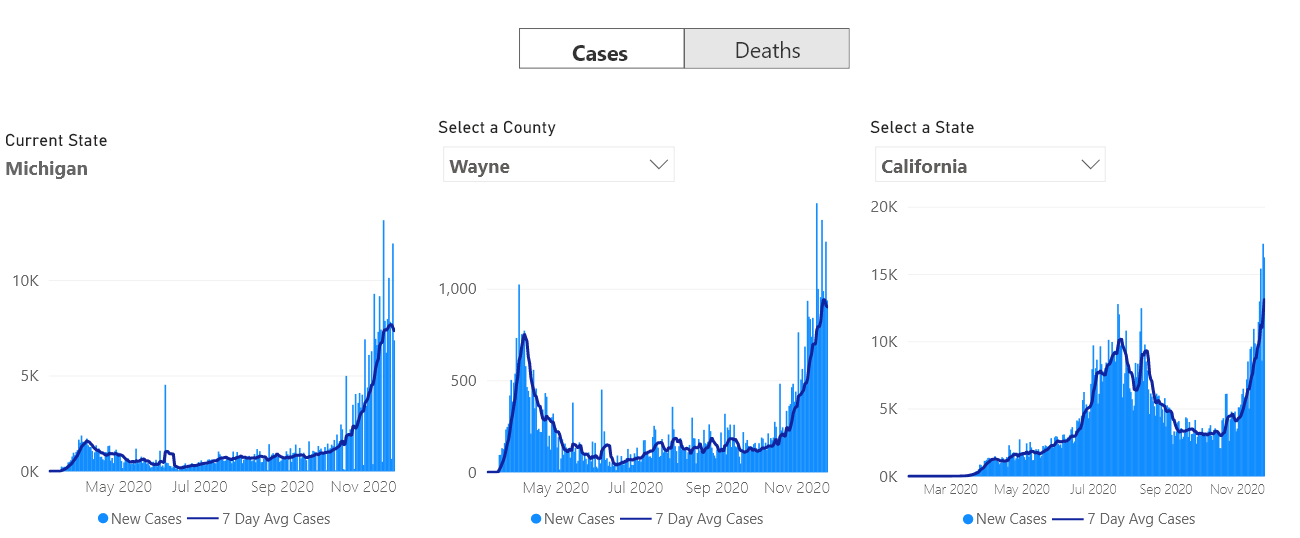 Cases
Deaths
Current State
Michigan
10K
5K
0K
May 2020
Jul 2020
Sep 2020
Nov 2020
New Cases
7 Day Avg Cases
Select a County
Wayne
1,000
500
0
May 2020
Jul 2020
Sep 2020
Nov 2020
New Cases
7 Day Avg Cases
Select a State
California
20K
15K
10K
5K
0K
Mar 2020
May 2020
Jul 2020
Sep 2020
Nov 2020
New Cases
7 Day Avg Cases